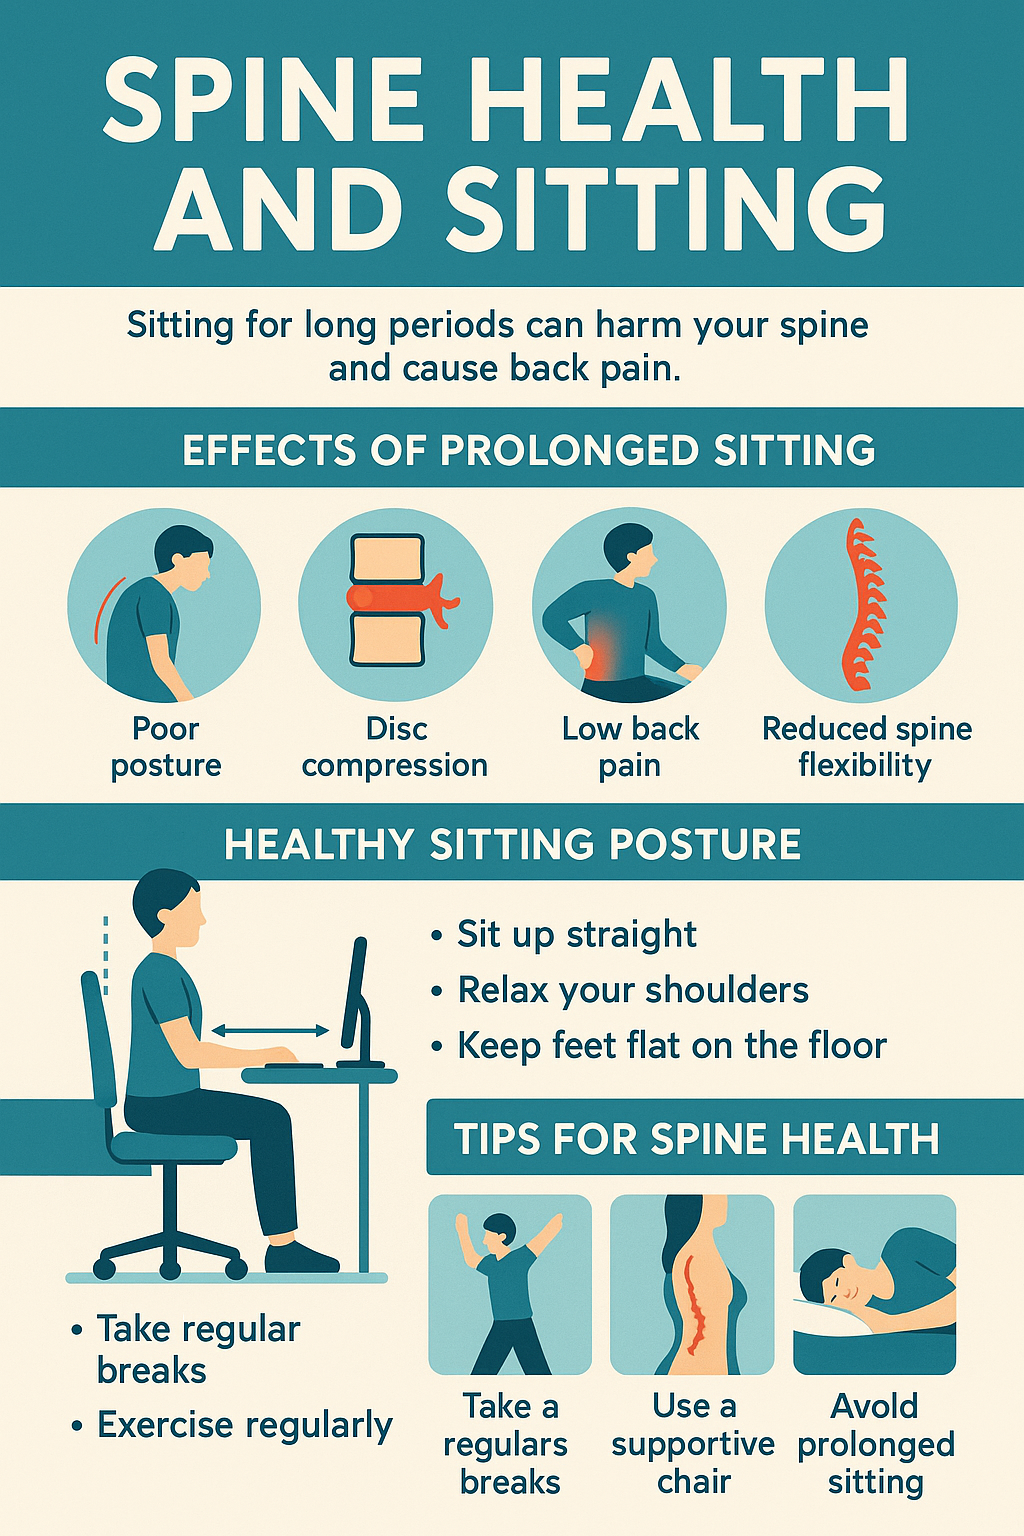 SPINE HEALTH
AND SITTING
Sitting for long periods can harm your spine
and cause back pain.
EFFECTS OF PROLONGED SITTING
Poor
posture
Disc
compression
Low back
pain
Reduced spine
flexibility
HEALTHY SITTING POSTURE
• Sit up straight
• Relax your shoulders
• Keep feet flat on the floor
• Take regular
breaks
• Exercise regularly
TIPS FOR SPINE HEALTH
Take a
regulars
breaks
Use a
supportive
chair
Avold
prolonged
sitting